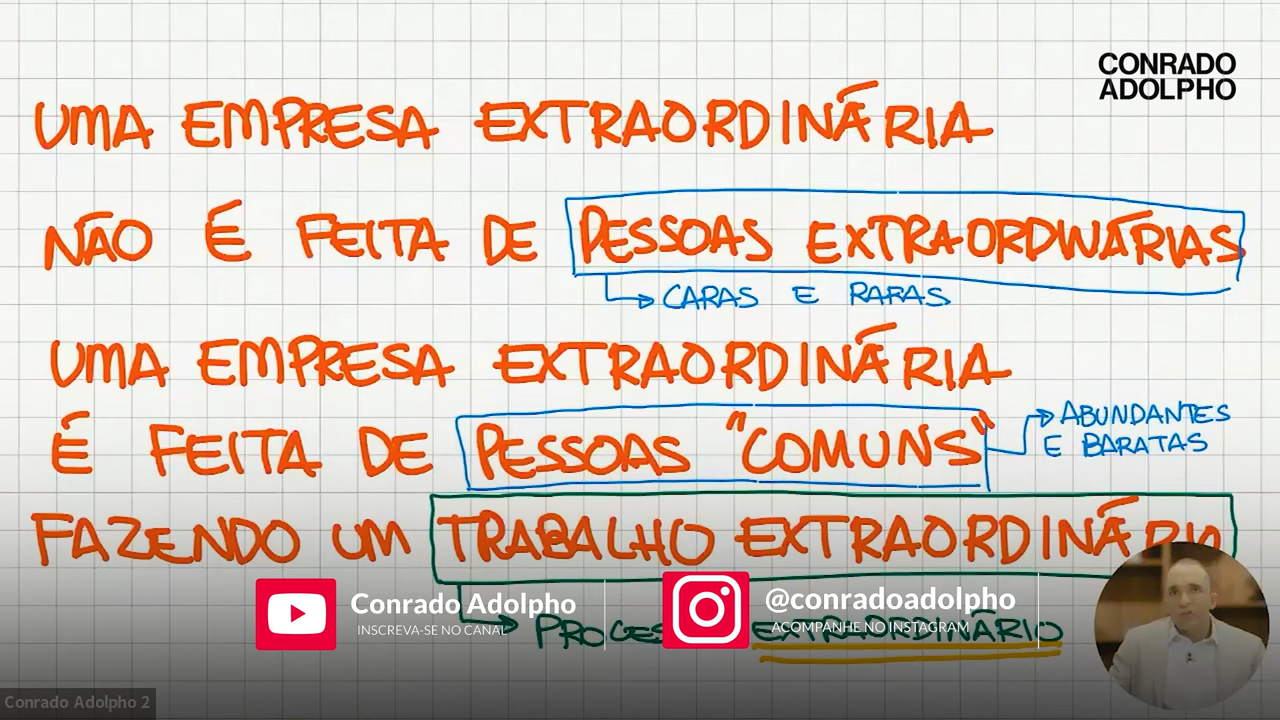 CONRADO
ADOLPHO
UMA EMPRESA EXTRAORDINÁRIA
NÃO É FEITA DE PESSOAS EXTRAORDINÁRIAS
CARAS E RARAS
UMA EMPRESA EXTRAORDINÁRIA
É FEITA DE PESSOAS "COMUNS"
ABUNDANTES
E BARATAS
FAZENDO UM TRABALHO EXTRAORDINÁRIO
Conrado Adolpho
INSCREVA-SE NO CANAL
@conradoadolpho
ACOMPANHE NO INSTAGRAM
EXTRAORDINÁRIO
Conrado Adolpho 2